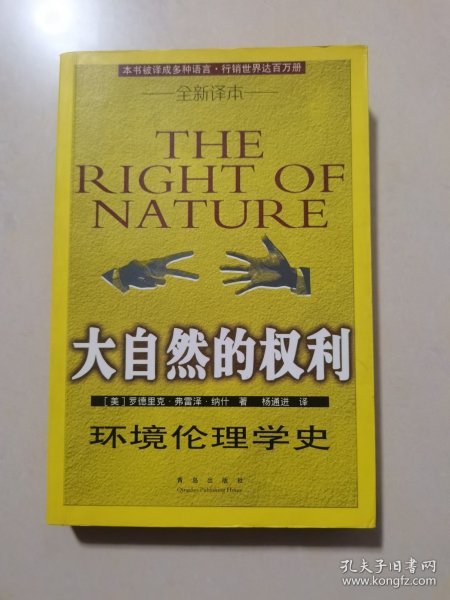 本书被译成多种语言·行销世界达百万册
全新译本
THE
RIGHT OF
NATURE
大自然的权利
[美]罗德里克·弗雷泽·纳什 著 杨通进 译
环境伦理学史
青岛出版社
Qingdao Publishing House
孔夫子旧书网
www.kongfz.com